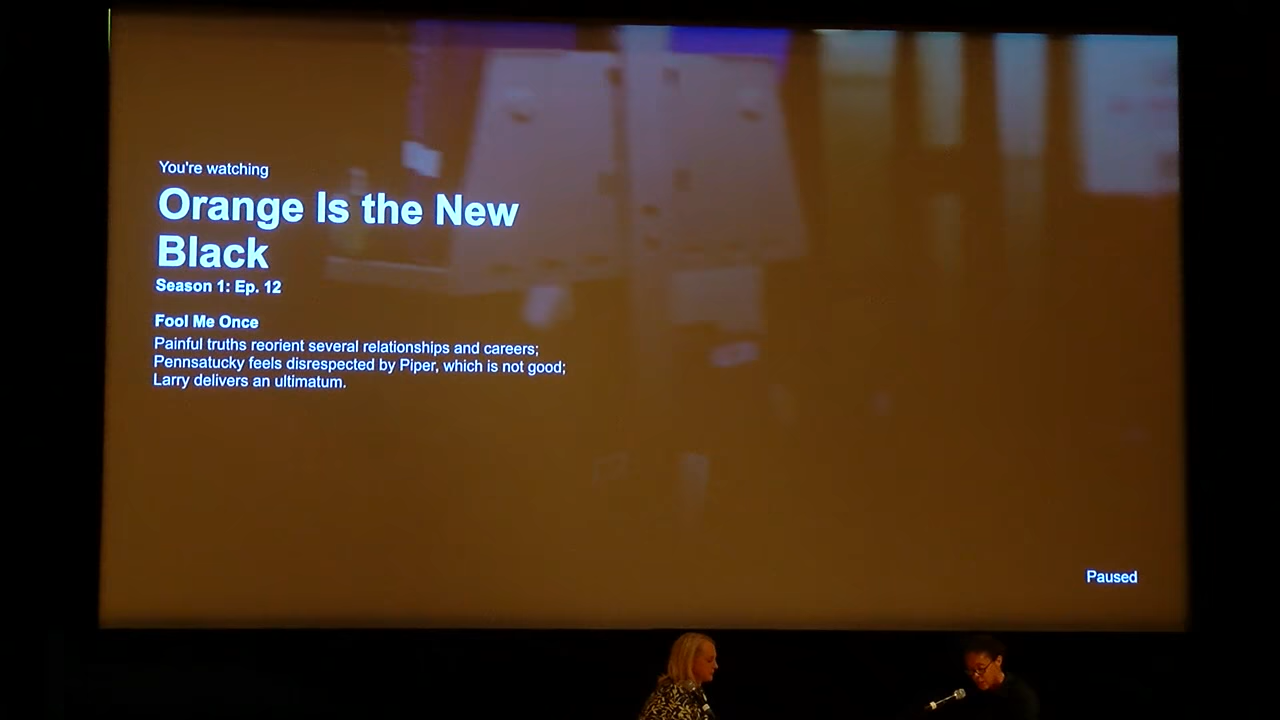 You're watching
Orange Is the New
Black
Season 1: Ep. 12
Fool Me Once
Painful truths reorient several relationships and careers;
Pennsatucky feels disrespected by Piper, which is not good;
Larry delivers an ultimatum.
Paused